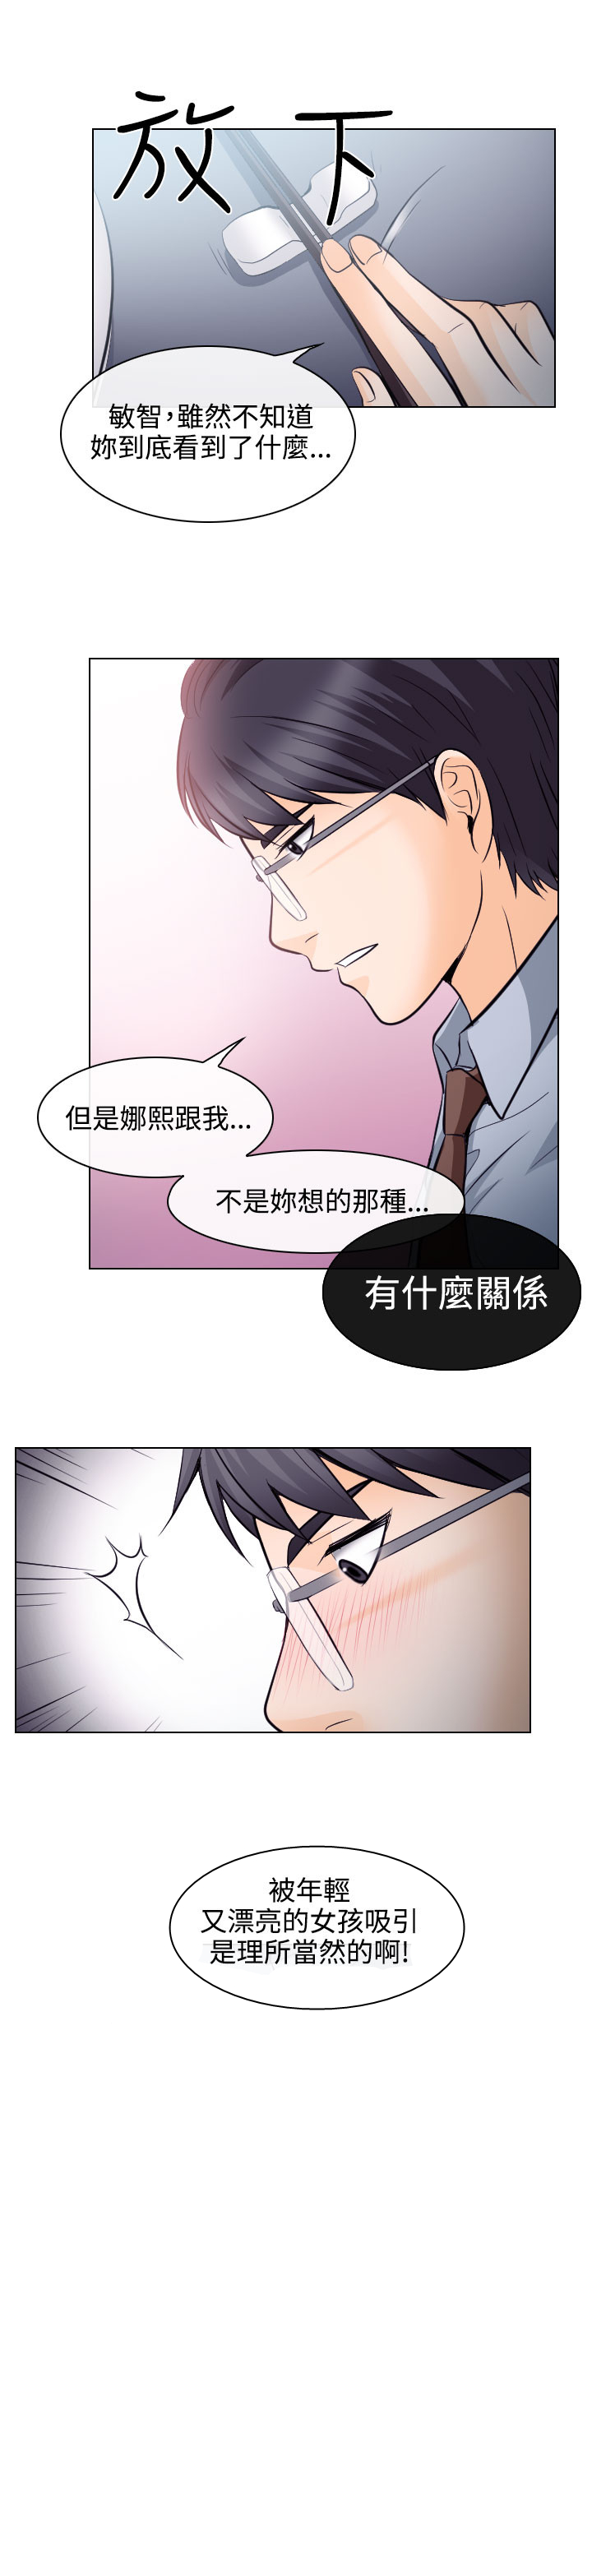 放下
敏智，雖然不知道
妳到底看到了什麼...
但是娜熙跟我...
不是妳想的那種...
有什麼關係
被年輕
又漂亮的女孩吸引
是理所當然的啊!